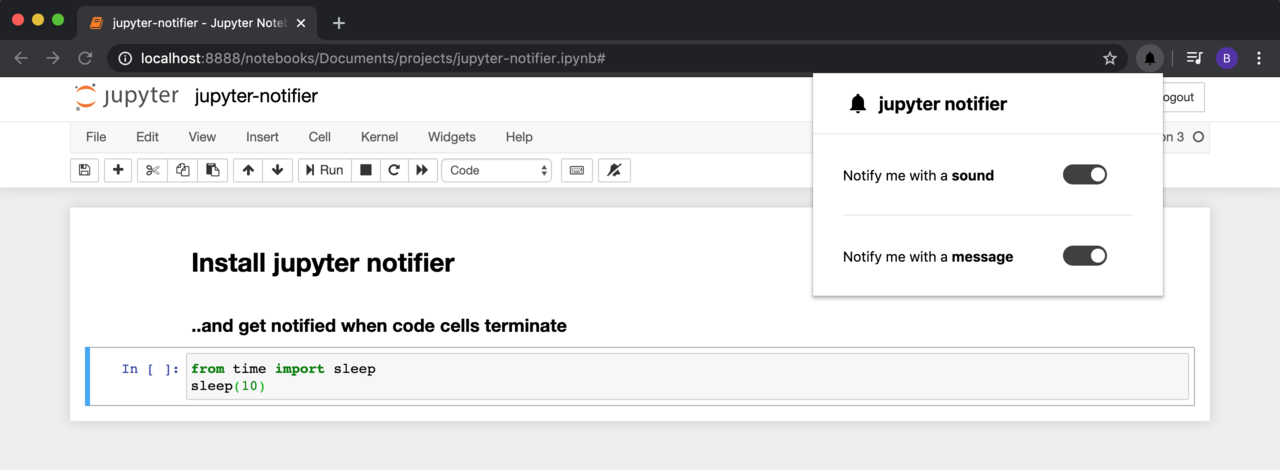 jupyter-notifier - Jupyter Noteb
localhost:8888/notebooks/Documents/projects/jupyter-notifier.ipynb#
B
jupyter jupyter-notifier
ogout
File Edit View Insert Cell Kernel Widgets Help
on 3
Run
Code
jupyter notifier
Notify me with a sound
Notify me with a message
Install jupyter notifier
..and get notified when code cells terminate
In [ ]: from time import sleep
sleep(10)